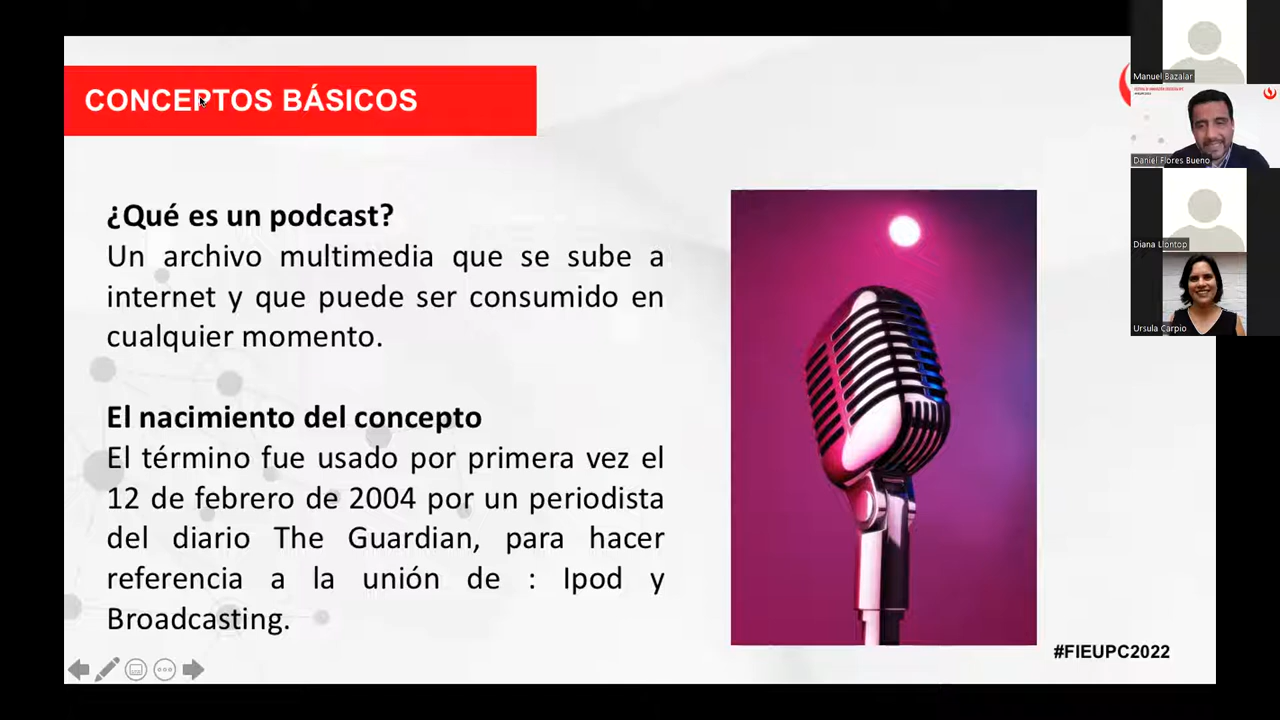 CONCEPTOS BÁSICOS
¿Qué es un podcast?
Un archivo multimedia que se sube a
internet y que puede ser consumido en
cualquier momento.
El nacimiento del concepto
El término fue usado por primera vez el
12 de febrero de 2004 por un periodista
del diario The Guardian, para hacer
referencia a la unión de : Ipod y
Broadcasting.
#FIEUPC2022
Manuel Bazalar
Daniel Flores Bueno
Diana Llontop
Ursula Carpio